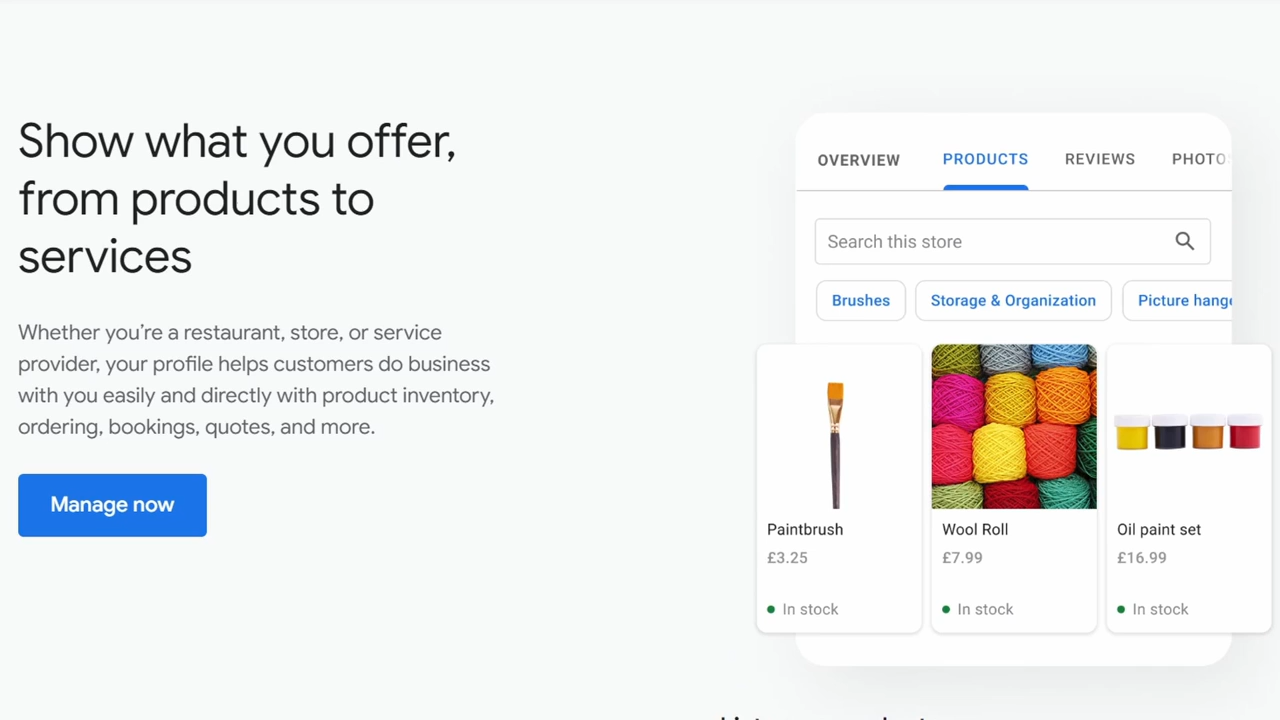 Show what you offer,
from products to
services
Whether you’re a restaurant, store, or service
provider, your profile helps customers do business
with you easily and directly with product inventory,
ordering, bookings, quotes, and more.
Manage now
OVERVIEW PRODUCTS REVIEWS PHOTO
Search this store
Brushes Storage & Organization Picture hange
Paintbrush Wool Roll Oil paint set
£3.25 £7.99 £16.99
In stock In stock In stock